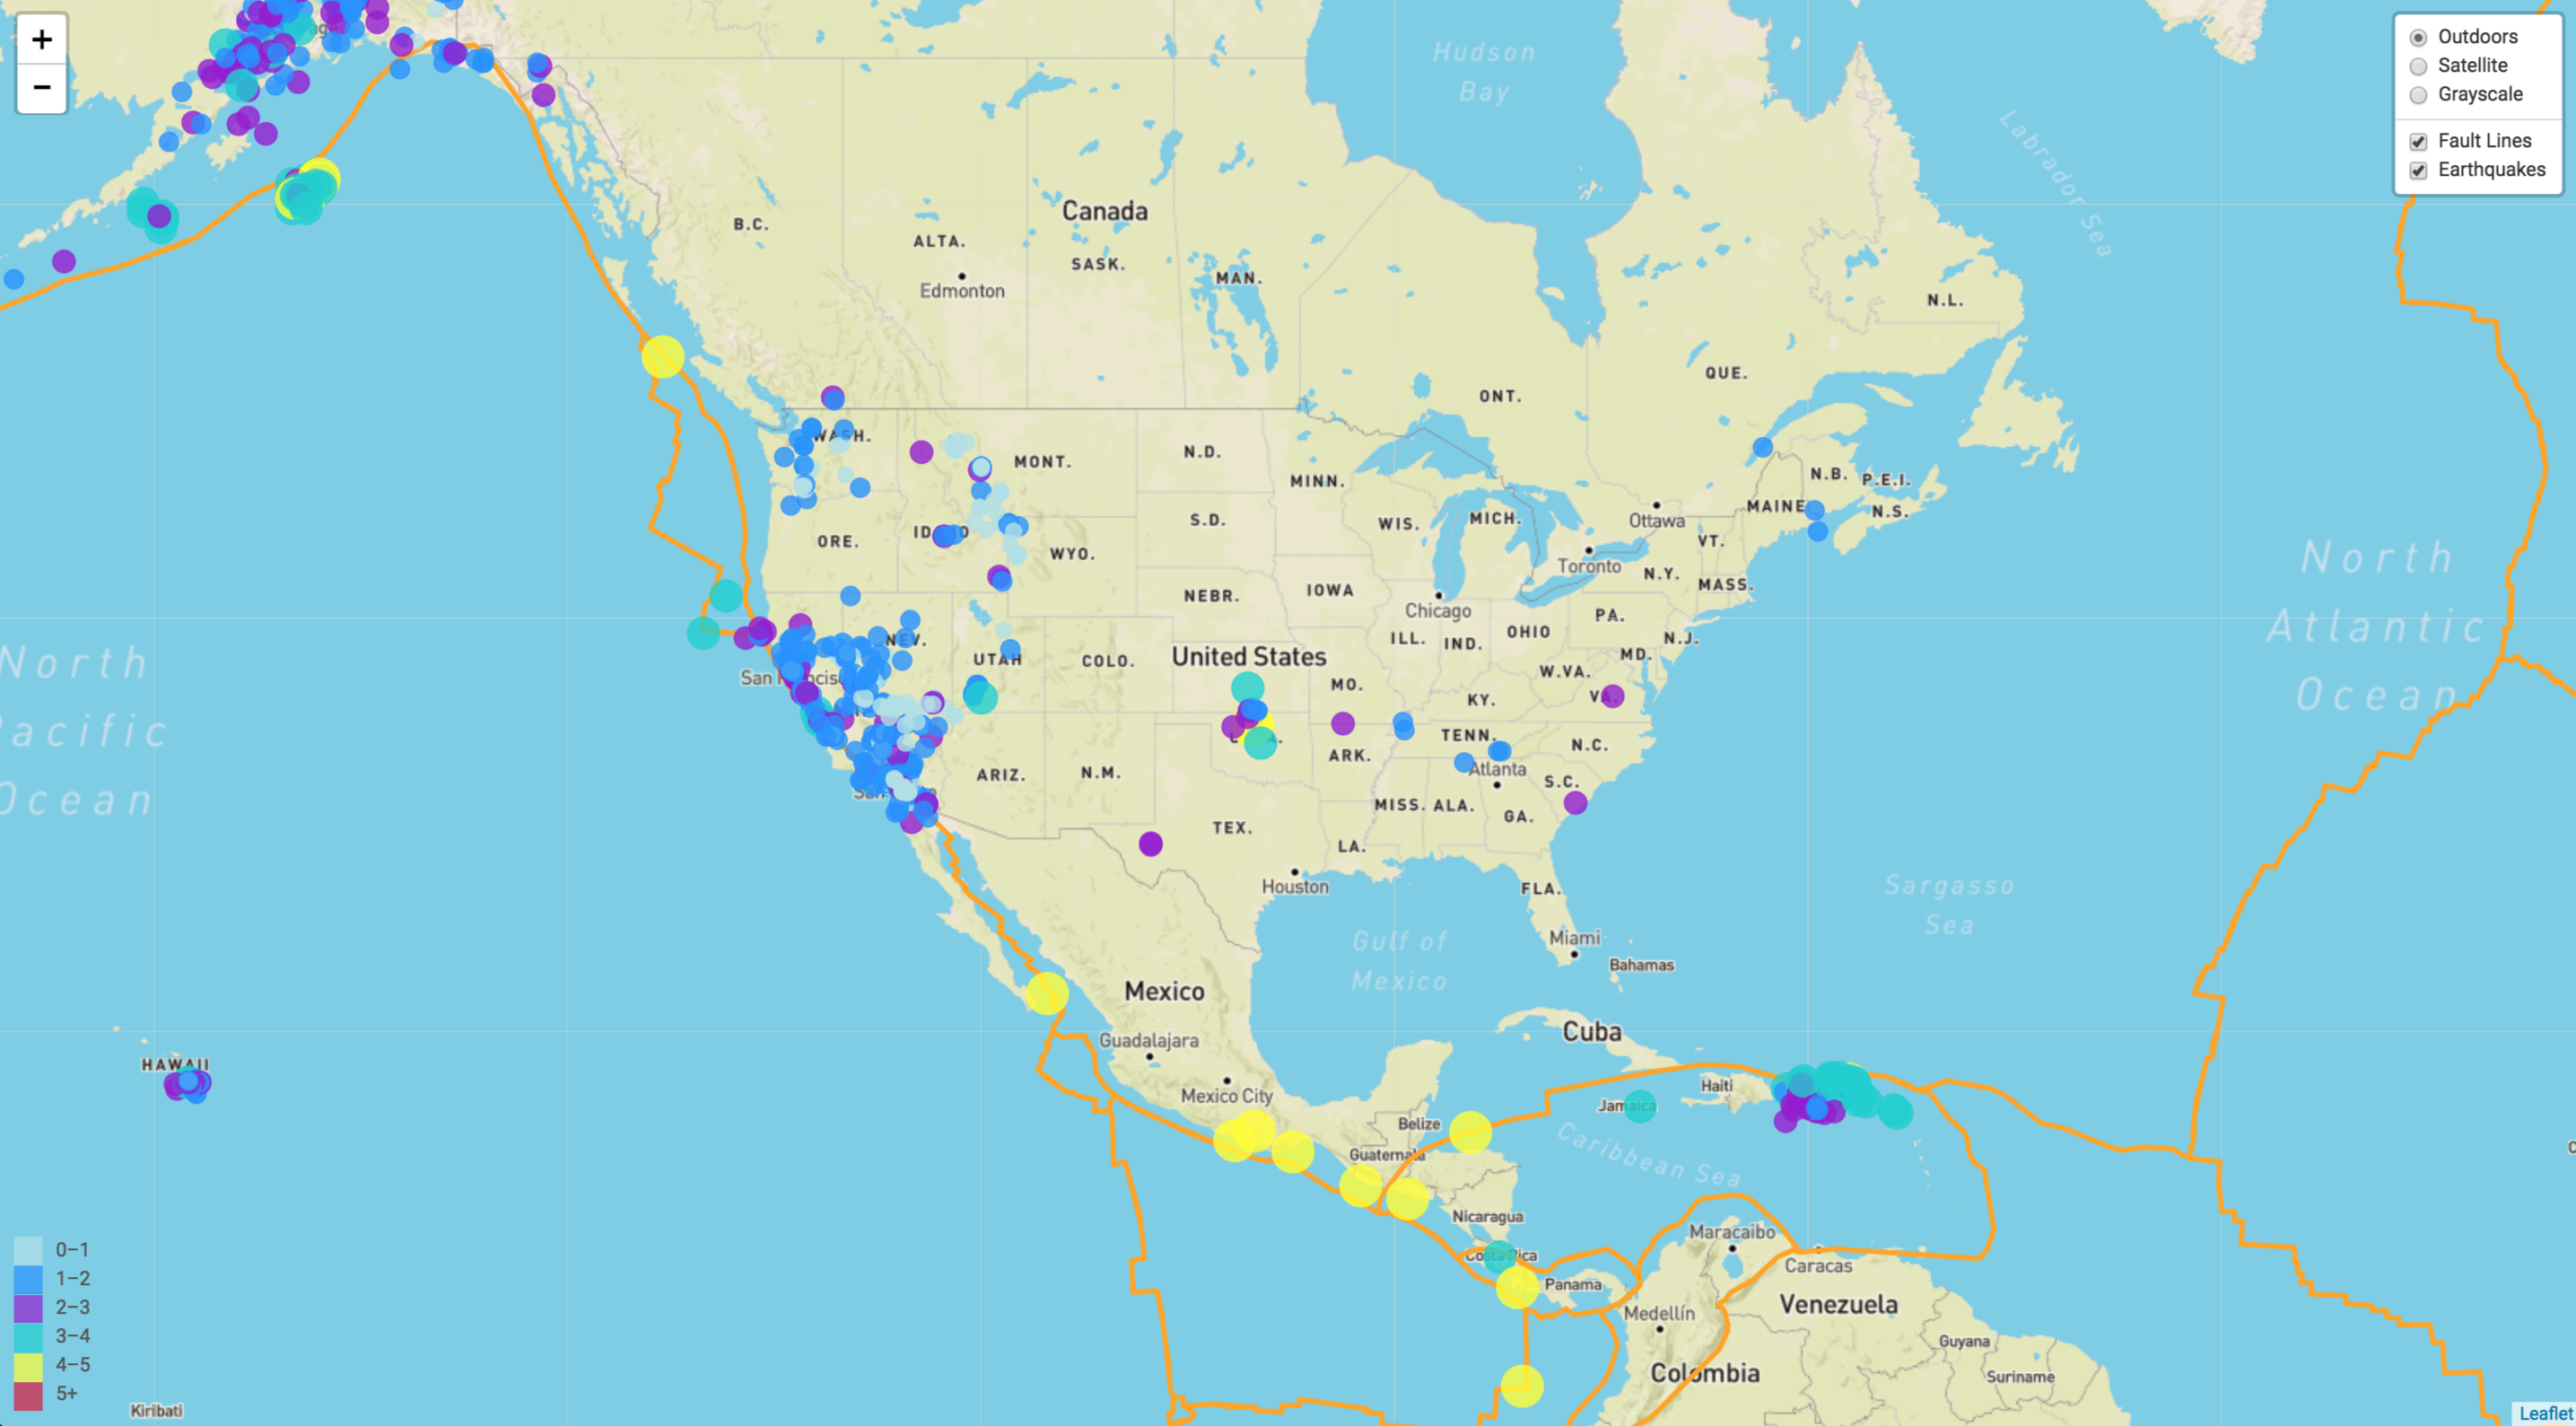 +
−
Outdoors
Satellite
Grayscale
Fault Lines
Earthquakes
Hudson
Bay
Labrador Sea
Canada
B.C.
ALTA.
SASK.
MAN.
Edmonton
N.L.
QUE.
ONT.
WASH.
MONT.
N.D.
MINN.
N.B.
P.E.I.
MAINE
N.S.
Ottawa
WIS.
MICH.
S.D.
ORE.
WYO.
VT.
Toronto
N.Y.
MASS.
NEBR.
IOWA
Chicago
PA.
ILL.
IND.
OHIO
N.J.
NEV.
UTAH
COLO.
United States
MD.
W.VA.
MO.
KY.
VA.
North
Pacific
Ocean
North
Atlantic
Ocean
TENN.
N.C.
ARK.
ARIZ.
N.M.
Atlanta
S.C.
MISS.
ALA.
GA.
TEX.
LA.
Houston
FLA.
Sargasso
Sea
Gulf of
Mexico
Miami
Bahamas
Mexico
Cuba
Guadalajara
HAWAII
Mexico City
Haiti
Jamaica
Belize
Caribbean Sea
Guatemala
Nicaragua
Maracaibo
Costa Rica
Caracas
Panama
Medellín
Venezuela
Guyana
Colombia
Suriname
0–1
1–2
2–3
3–4
4–5
5+
Kiribati
Leaflet